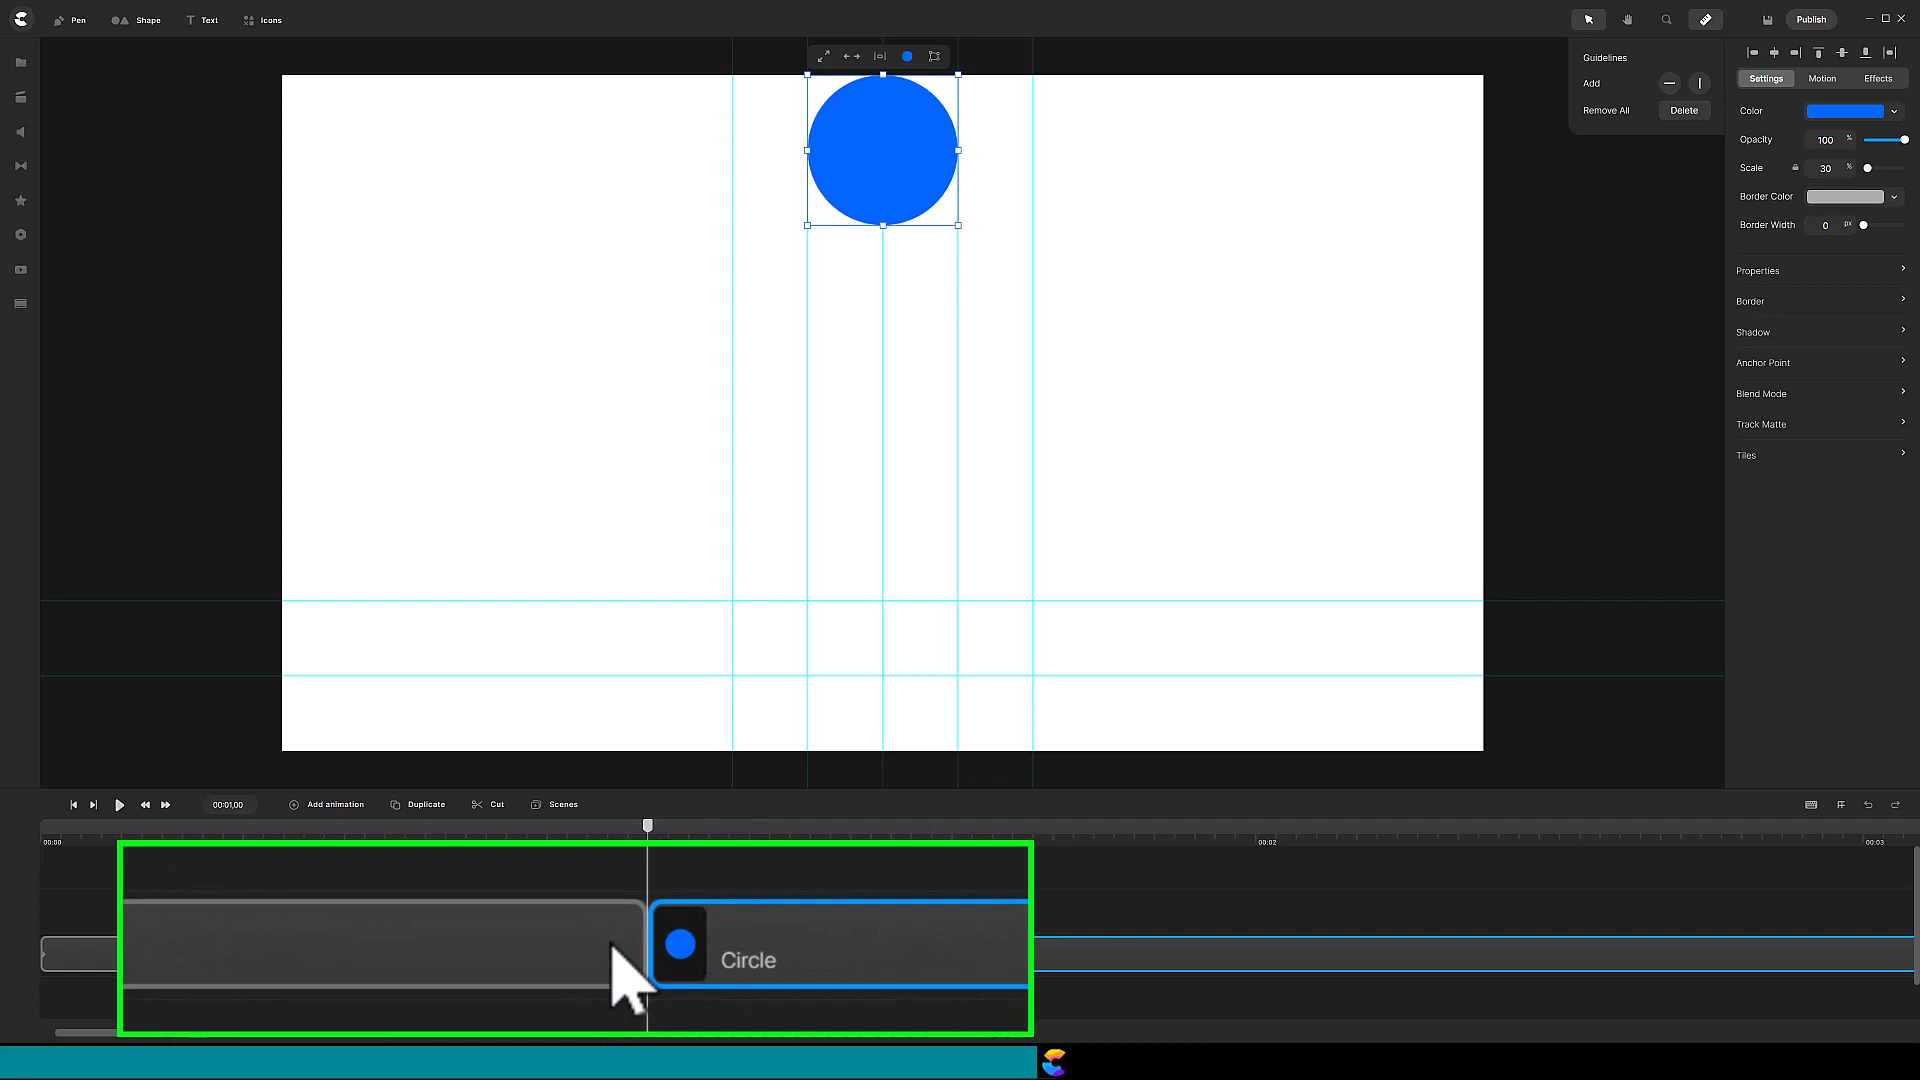 Pen
Shape
Text
Icons
Publish
Guidelines
Add
Remove All
Delete
Settings
Motion
Effects
Color
Opacity
100
%
Scale
30
%
Border Color
Border Width
0
px
Properties
Border
Shadow
Anchor Point
Blend Mode
Track Matte
Tiles
00:01,00
Add animation
Duplicate
Cut
Scenes
00:00
00:02
00:03
Circle